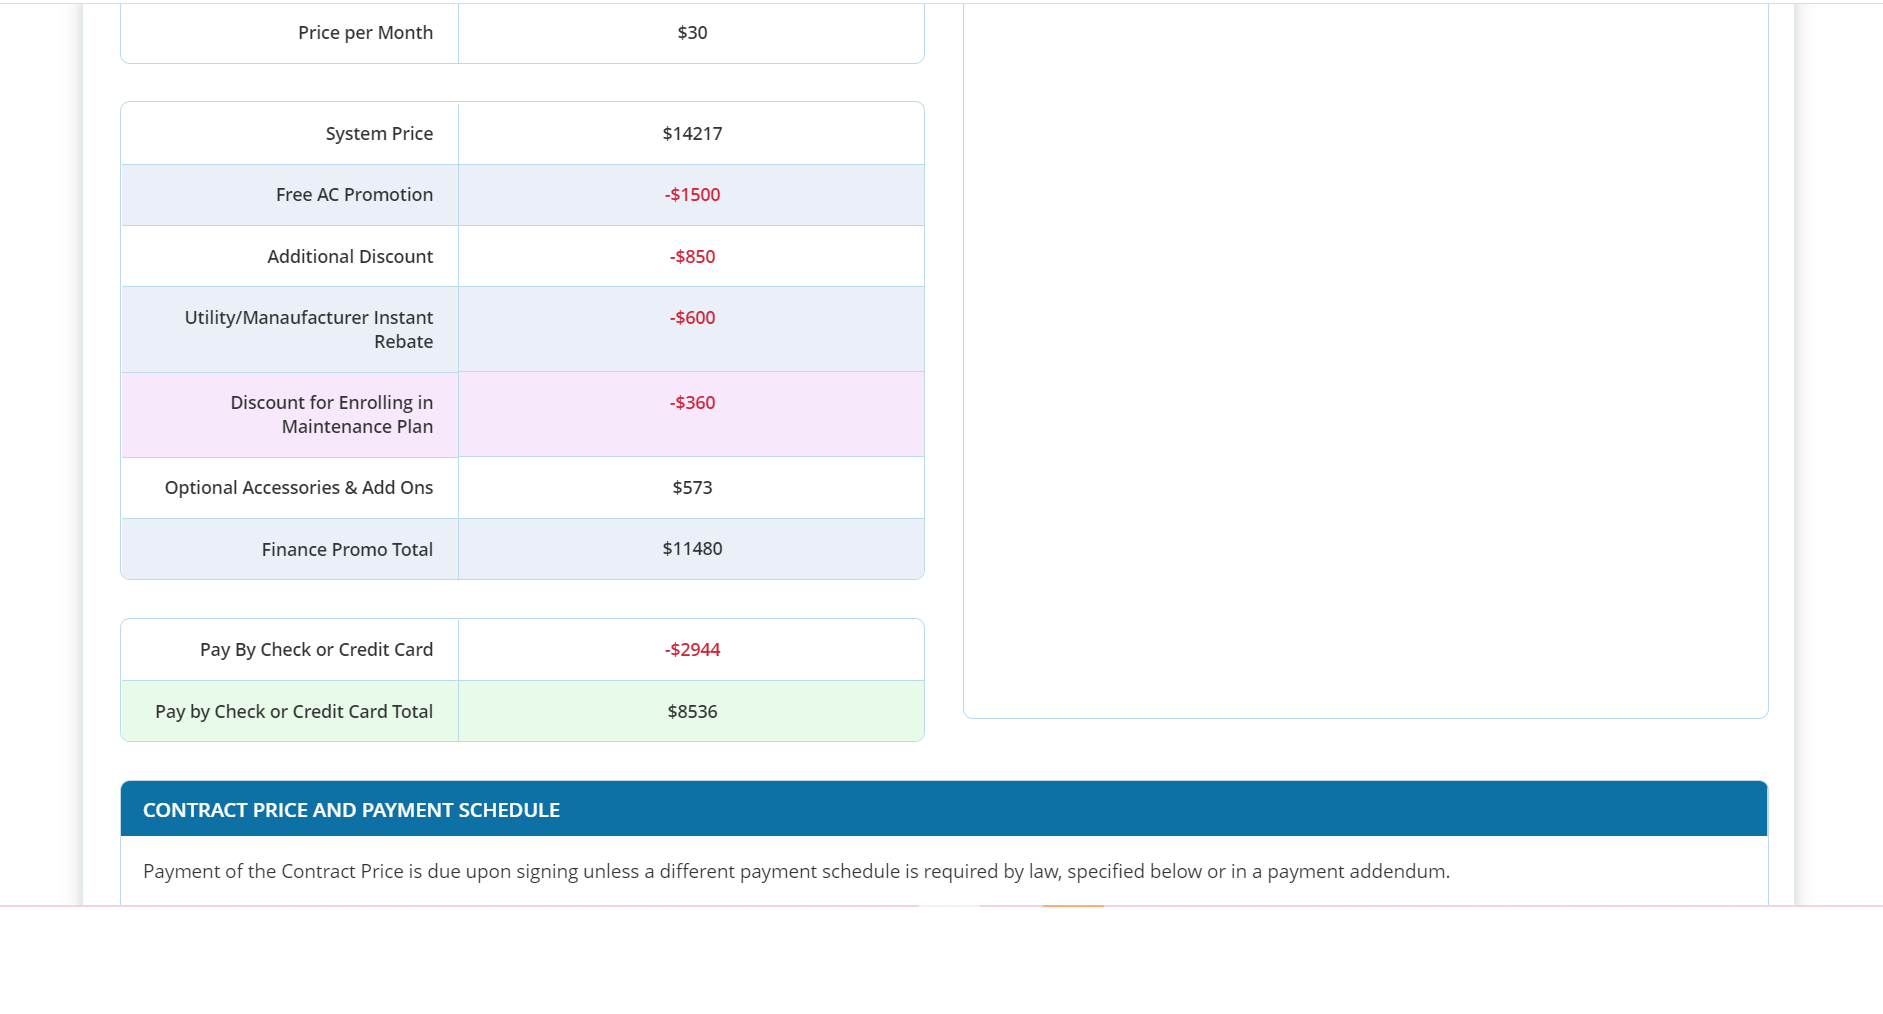 Price per Month $30
System Price $14217
Free AC Promotion -$1500
Additional Discount -$850
Utility/Manaufacturer Instant -$600
Rebate
Discount for Enrolling in -$360
Maintenance Plan
Optional Accessories & Add Ons $573
Finance Promo Total $11480
Pay By Check or Credit Card -$2944
Pay by Check or Credit Card Total $8536
CONTRACT PRICE AND PAYMENT SCHEDULE
Payment of the Contract Price is due upon signing unless a different payment schedule is required by law, specified below or in a payment addendum.